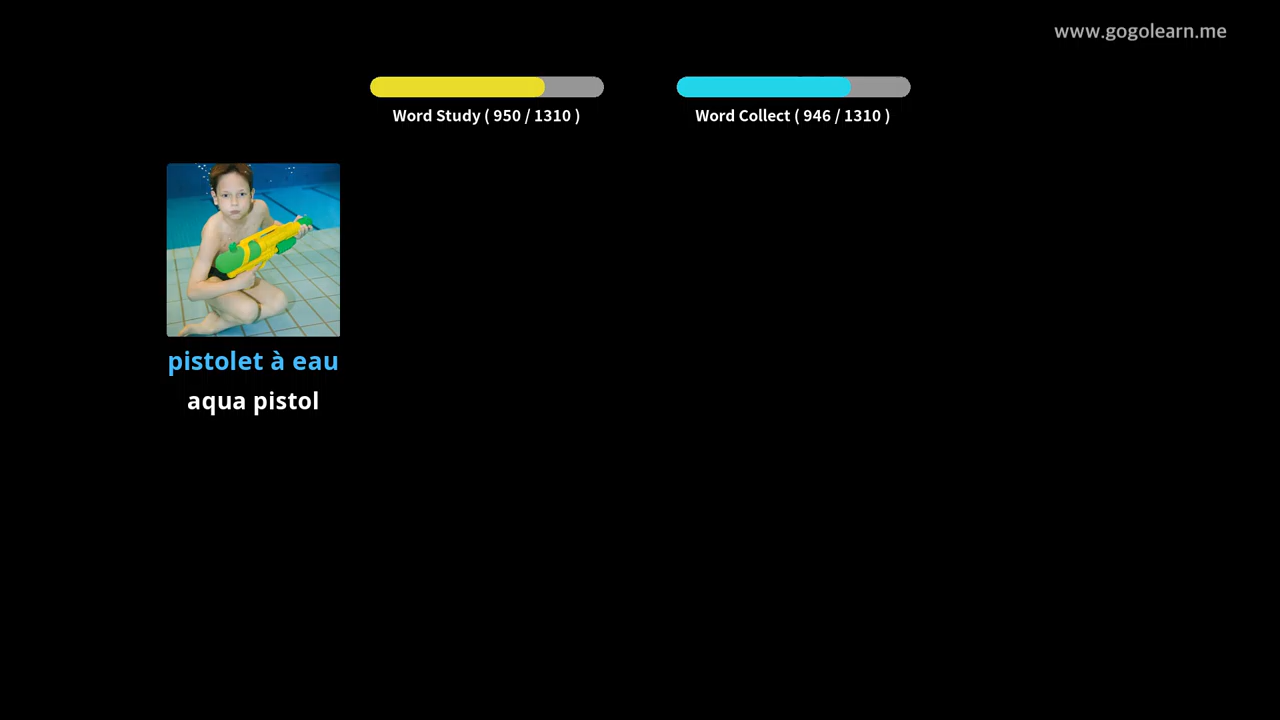 www.gogolearn.me
Word Study ( 950 / 1310 )
Word Collect ( 946 / 1310 )
pistolet à eau
aqua pistol